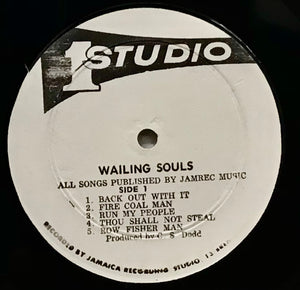 1 STUDIO
WAILING SOULS
ALL SONGS PUBLISHED BY JAMREC MUSIC
SIDE 1
1. BACK OUT WITH IT
2. FIRE COAL MAN
3. RUN MY PEOPLE
4. THOU SHALL NOT STEAL
5. ROW FISHER MAN
Produced by C. S. Dodd
RECORDED BY JAMAICA RECORDING STUDIO 13